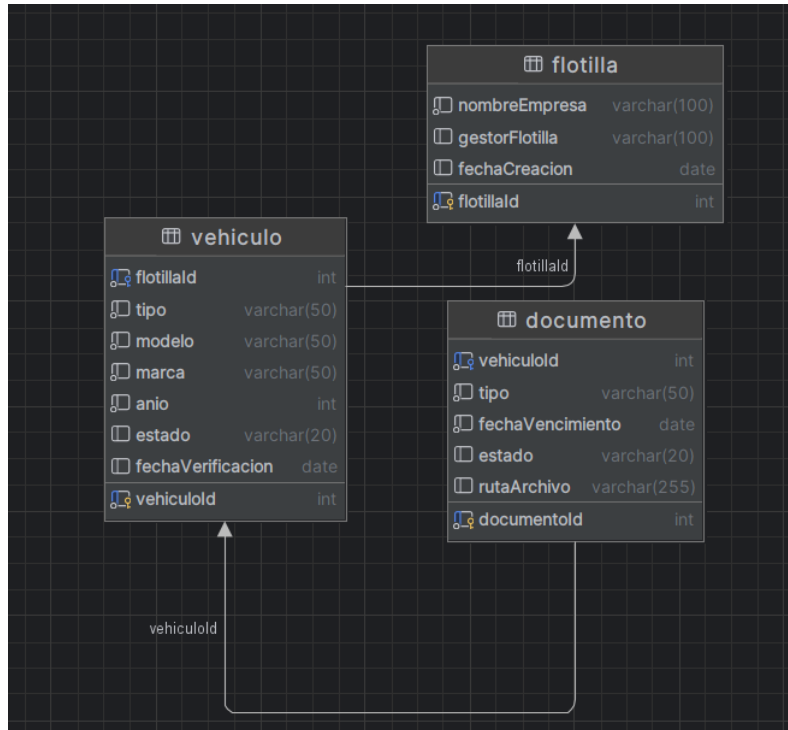 flotilla
nombreEmpresa varchar(100)
gestorFlotilla varchar(100)
fechaCreacion date
flotillaId int
vehiculo
flotillaId int
tipo varchar(50)
modelo varchar(50)
marca varchar(50)
anio int
estado varchar(20)
fechaVerificacion date
vehiculoId int
flotillaId
documento
vehiculoId int
tipo varchar(50)
fechaVencimiento date
estado varchar(20)
rutaArchivo varchar(255)
documentoId int
vehiculoId